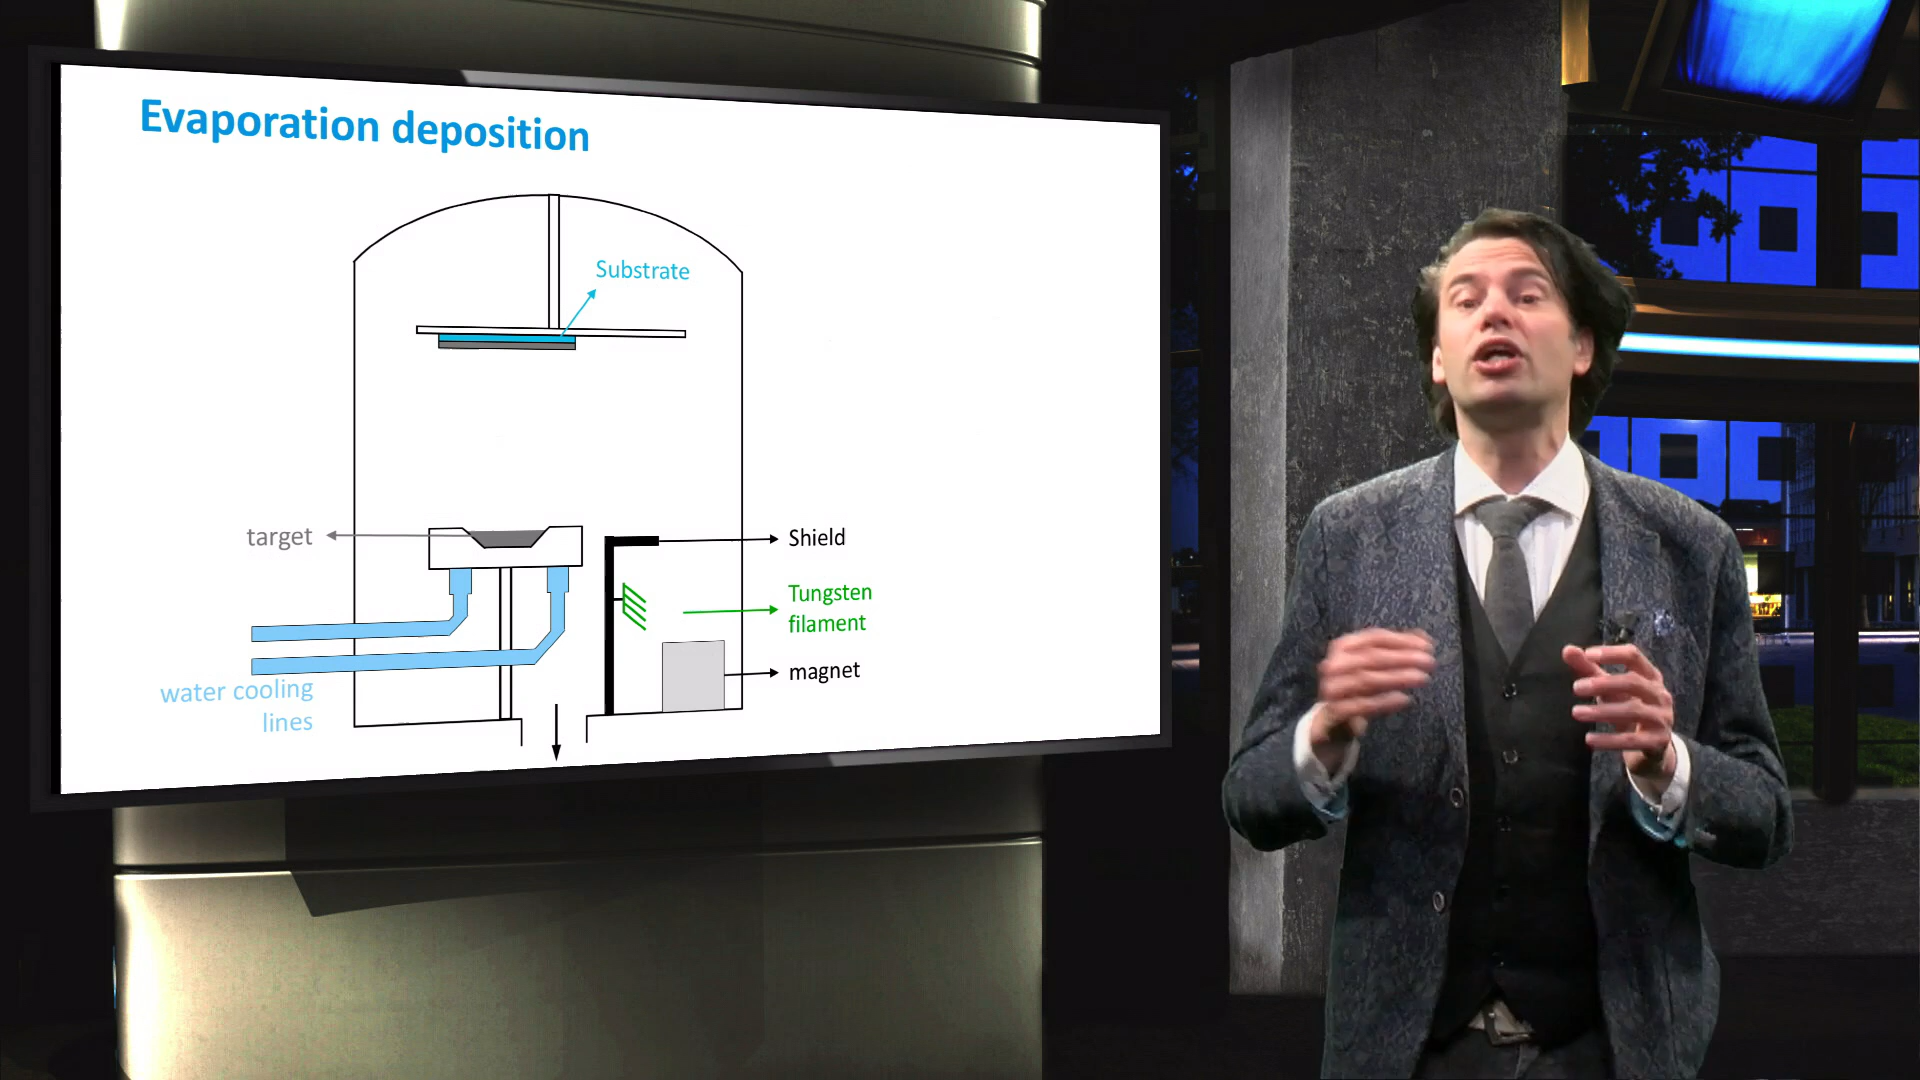 Evaporation deposition
Substrate
target
Shield
Tungsten
filament
magnet
water cooling
lines